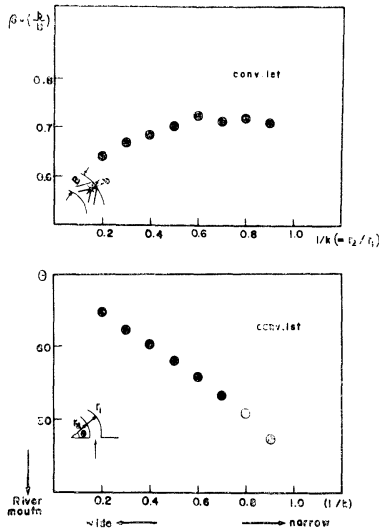 0.8
conv. 1st
0.7
0.6
B
0.2 0.4 0.6 0.8 1.0
1/k (= r₂ / r₁)
θ
conv. 1st
60
50
r₁
0.2 0.4 0.6 0.8 1.0 (1/k)
River
mouth
wide
narrow